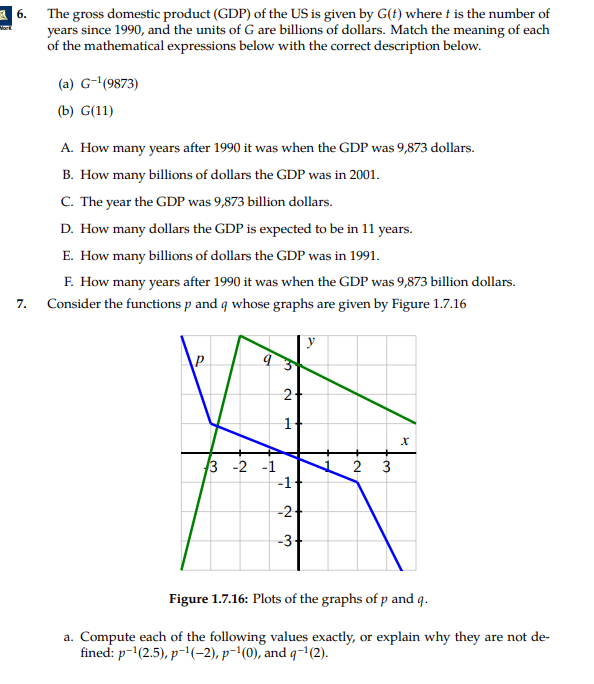 6. The gross domestic product (GDP) of the US is given by G(t) where t is the number of
years since 1990, and the units of G are billions of dollars. Match the meaning of each
of the mathematical expressions below with the correct description below.
(a) G⁻¹(9873)
(b) G(11)
A. How many years after 1990 it was when the GDP was 9,873 dollars.
B. How many billions of dollars the GDP was in 2001.
C. The year the GDP was 9,873 billion dollars.
D. How many dollars the GDP is expected to be in 11 years.
E. How many billions of dollars the GDP was in 1991.
F. How many years after 1990 it was when the GDP was 9,873 billion dollars.
7. Consider the functions p and q whose graphs are given by Figure 1.7.16
y
p q 3
2
1
x
-3 -2 -1 1 2 3
-1
-2
-3
Figure 1.7.16: Plots of the graphs of p and q.
a. Compute each of the following values exactly, or explain why they are not de-
fined: p⁻¹(2.5), p⁻¹(−2), p⁻¹(0), and q⁻¹(2).